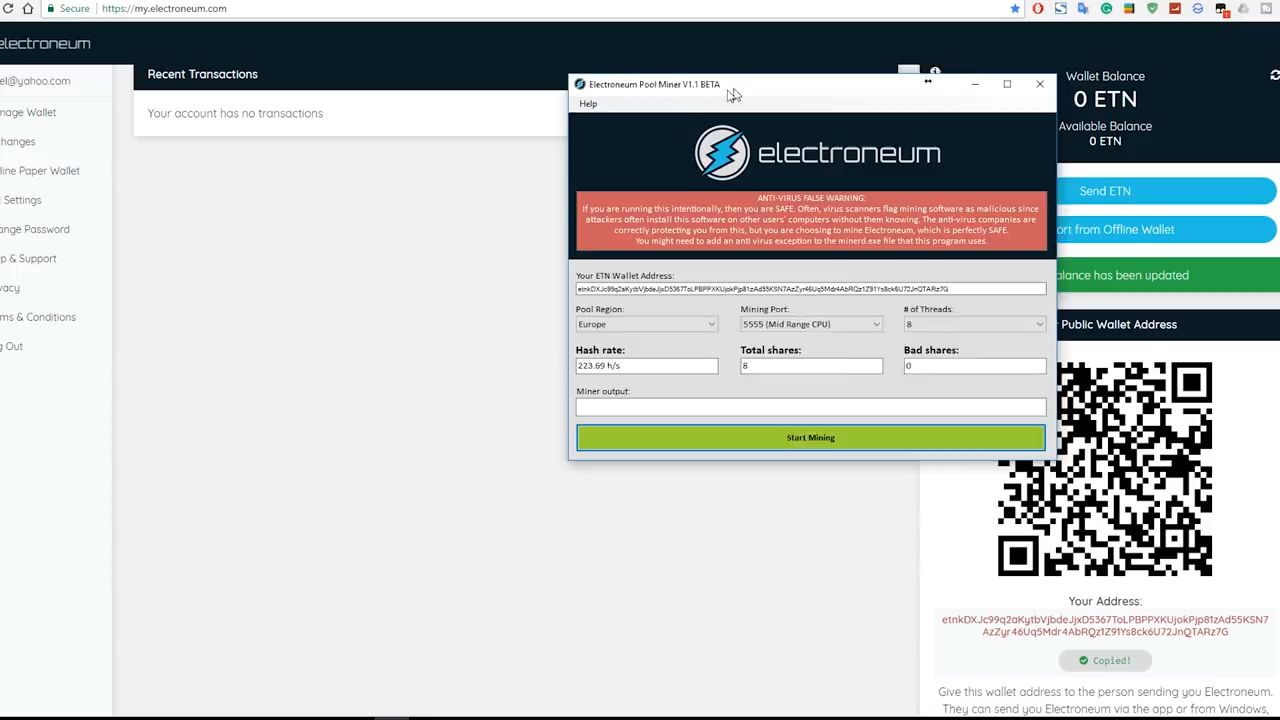 Secure
https://my.electroneum.com
electroneum
el@yahoo.com
nage Wallet
changes
line Paper Wallet
l Settings
ange Password
p & Support
vacy
ms & Conditions
g Out
Recent Transactions
Your account has no transactions
Electroneum Pool Miner V1.1 BETA
Help
electroneum
ANTI-VIRUS FALSE WARNING:
If you are running this intentionally, then you are SAFE. Often, virus scanners flag mining software as malicious since
attackers often install this software on other users' computers without them knowing. The anti-virus companies are
correctly protecting you from this, but you are choosing to mine Electroneum, which is perfectly SAFE.
You might need to add an anti virus exception to the minerd.exe file that this program uses.
Your ETN Wallet Address:
etnkDXJc99q2aKytbVjbdeJjxD5367ToLPBPPXKUjokPjp81zAd55KSN7AzZyr46Uq5Mdr4AbRQz1Z91Ys8ck6U72JnQTARz7G
Pool Region:
Mining Port:
# of Threads:
Europe
5555 (Mid Range CPU)
8
Hash rate:
Total shares:
Bad shares:
223.69 h/s
8
0
Miner output:
Start Mining
Wallet Balance
0 ETN
Available Balance
0 ETN
Send ETN
ort from Offline Wallet
alance has been updated
Public Wallet Address
Your Address:
etnkDXJc99q2aKytbVjbdeJjxD5367ToLPBPPXKUjokPjp81zAd55KSN7
AzZyr46Uq5Mdr4AbRQz1Z91Ys8ck6U72JnQTARz7G
Copied!
Give this wallet address to the person sending you Electroneum.
They can send you Electroneum via the app or from Windows,